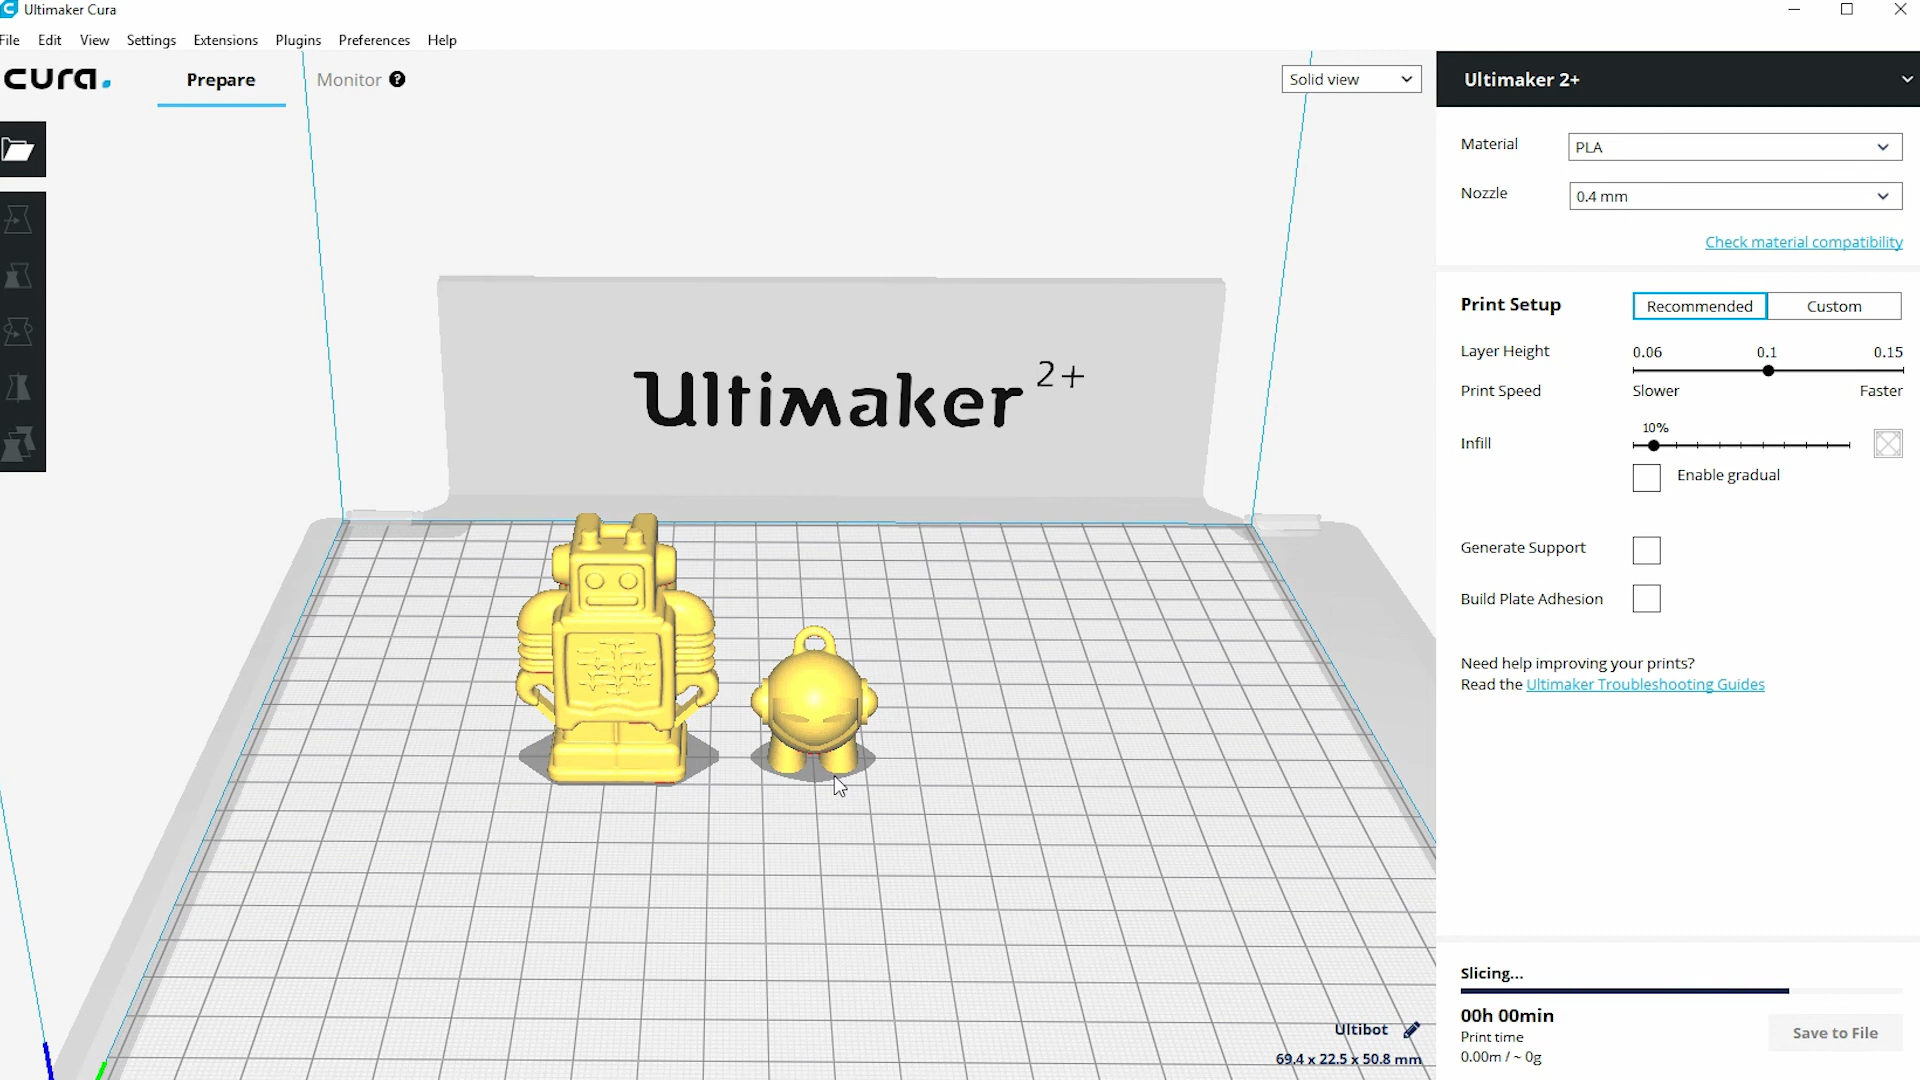 Ultimaker Cura
File Edit View Settings Extensions Plugins Preferences Help
cura.
Prepare
Monitor ?
Solid view
Ultimaker 2+
Material
PLA
Nozzle
0.4 mm
Check material compatibility
Print Setup
Recommended
Custom
Layer Height
0.06 0.1 0.15
Print Speed
Slower Faster
10%
Infill
Enable gradual
Generate Support
Build Plate Adhesion
Need help improving your prints?
Read the Ultimaker Troubleshooting Guides
Ultimaker 2+
Slicing...
00h 00min
Print time
0.00m / ~ 0g
Save to File
Ultibot
69.4 x 22.5 x 50.8 mm